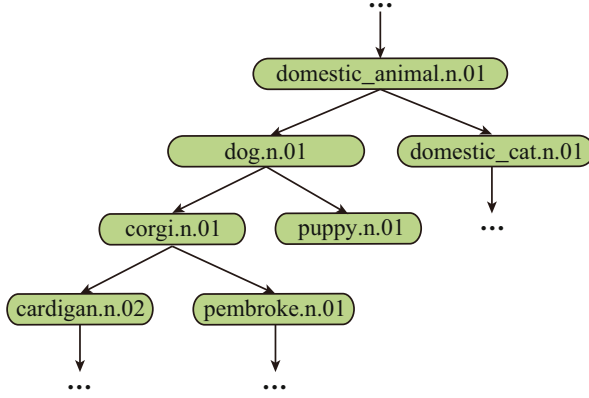 ...
domestic_animal.n.01
dog.n.01
domestic_cat.n.01
corgi.n.01
puppy.n.01
...
cardigan.n.02
pembroke.n.01
...
...